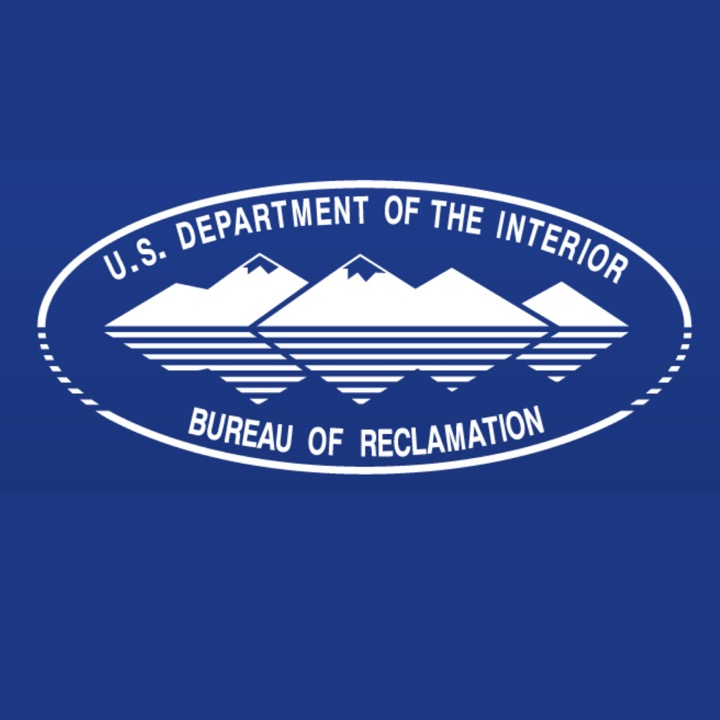 U.S. DEPARTMENT OF THE INTERIOR
BUREAU OF RECLAMATION